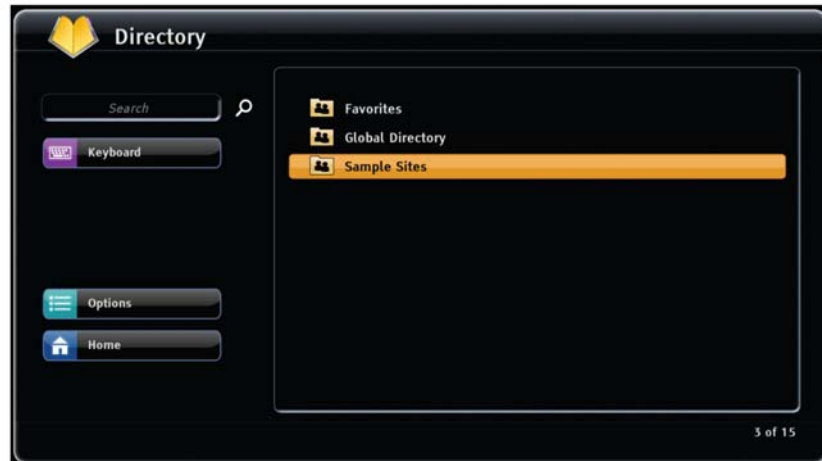 Directory
Search
Keyboard
Options
Home
Favorites
Global Directory
Sample Sites
3 of 15